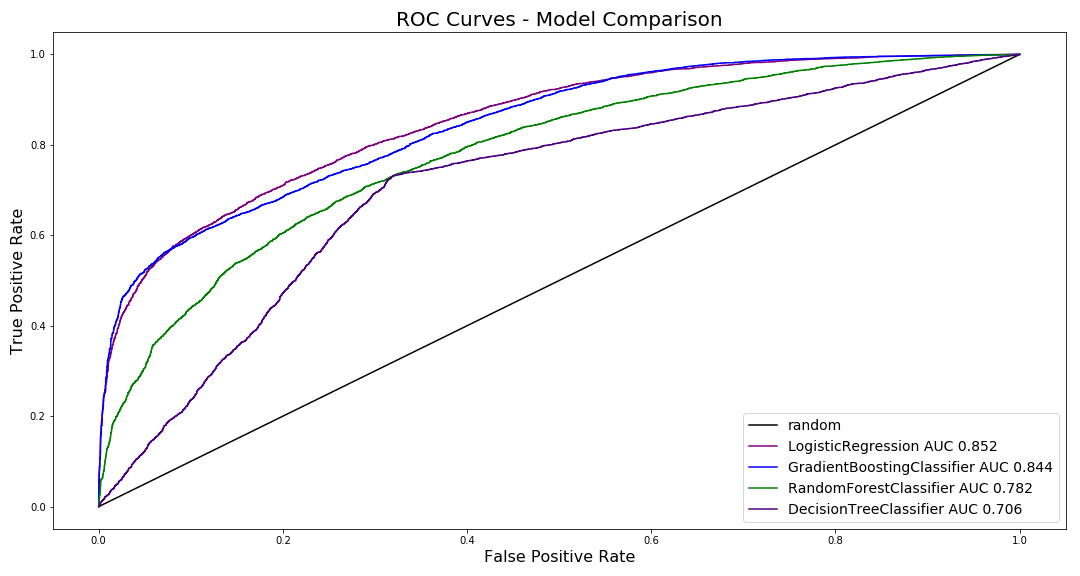 ROC Curves - Model Comparison
True Positive Rate
1.0
0.8
0.6
0.4
0.2
0.0
random
LogisticRegression AUC 0.852
GradientBoostingClassifier AUC 0.844
RandomForestClassifier AUC 0.782
DecisionTreeClassifier AUC 0.706
0.0
0.2
0.4
0.6
0.8
1.0
False Positive Rate